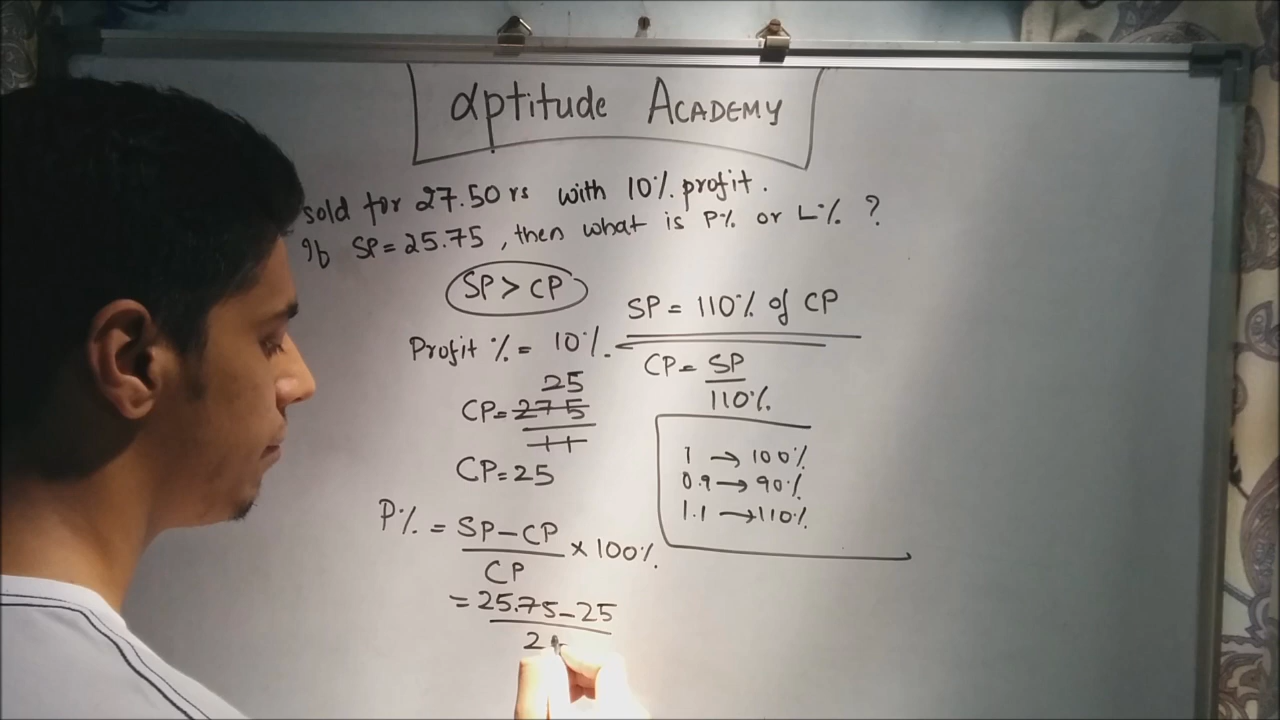 aptitude ACADEMY
sold for 27.50 rs with 10% profit.
If SP = 25.75, then what is P% or L% ?
SP > CP
SP = 110% of CP
Profit % = 10%.
CP = SP
110%
25
CP = 275
11
CP = 25
1 → 100%
0.9 → 90%
1.1 → 110%
P% = SP - CP × 100%
CP
= 25.75 - 25
2